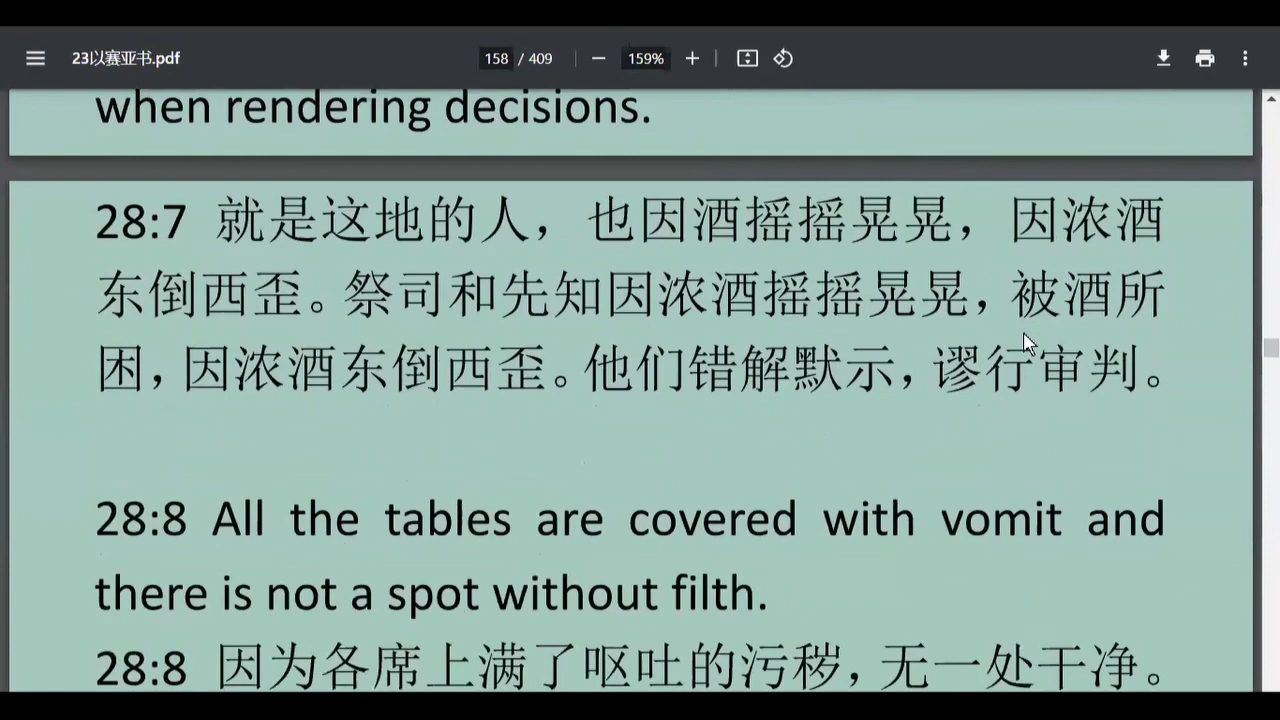 23以赛亚书.pdf
158 / 409
159%
when rendering decisions.
28:7 就是这地的人，也因酒摇摇晃晃，因浓酒
东倒西歪。祭司和先知因浓酒摇摇晃晃，被酒所
困，因浓酒东倒西歪。他们错解默示，谬行审判。
28:8 All the tables are covered with vomit and
there is not a spot without filth.
28:8 因为各席上满了呕吐的污秽，无一处干净。